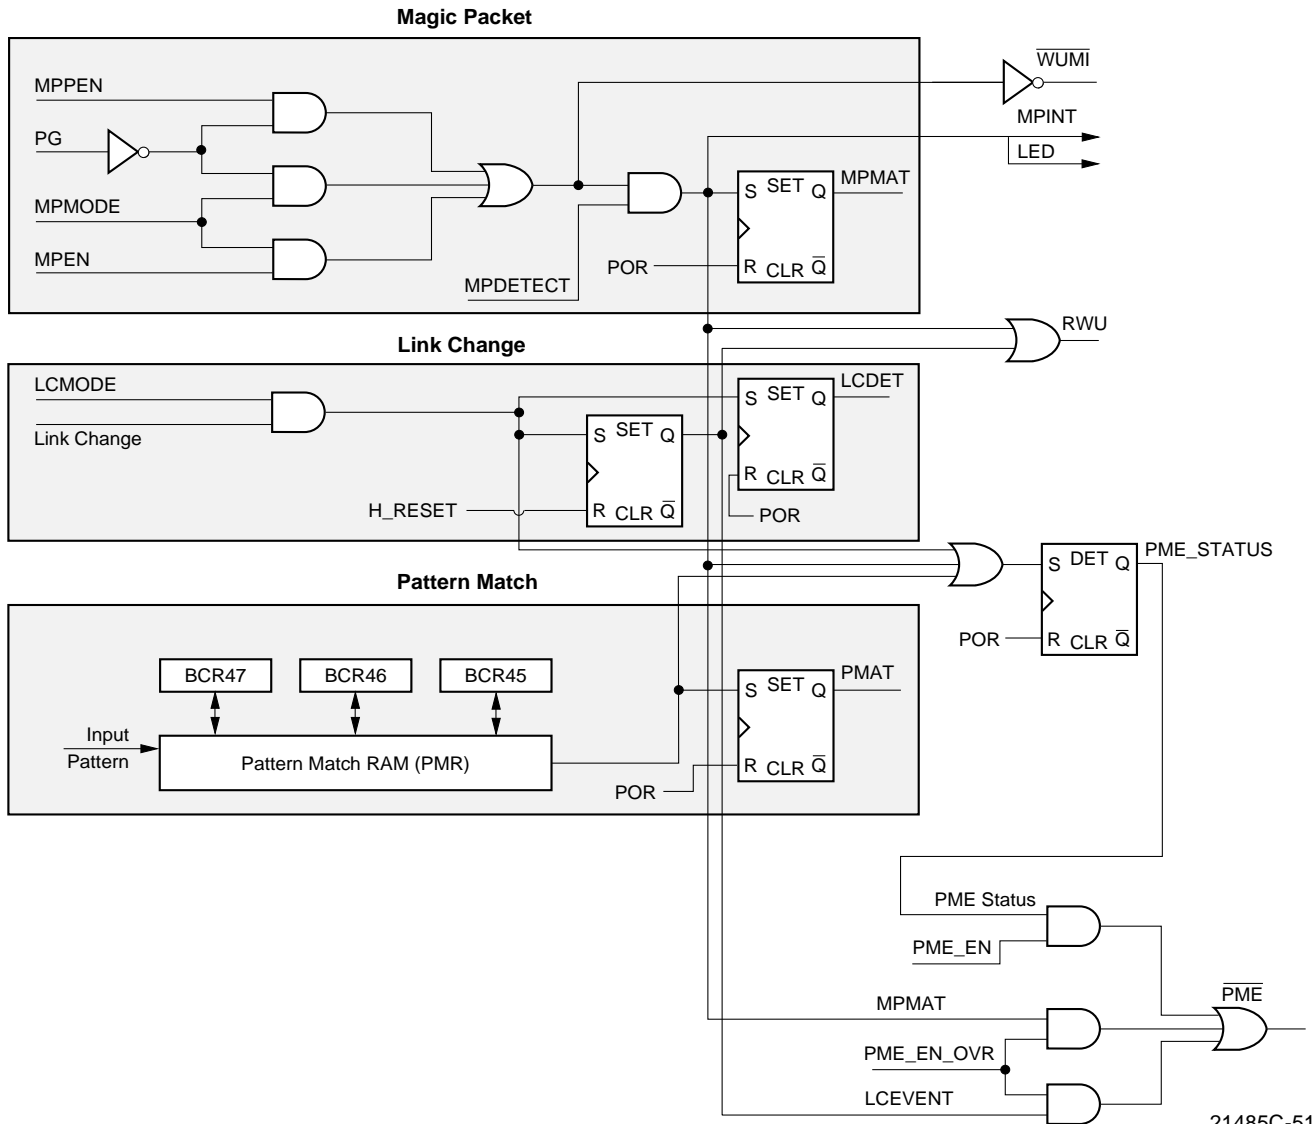 Magic Packet
MPPEN
PG
MPMODE
MPEN
MPDETECT
S SET Q
R CLR Q̅
POR
MPMAT
W̅U̅M̅I̅
MPINT
LED
RWU
Link Change
LCMODE
Link Change
H_RESET
S SET Q
R CLR Q̅
S SET Q
R CLR Q̅
LCDET
POR
S DET Q
R CLR Q̅
PME_STATUS
POR
Pattern Match
BCR47
BCR46
BCR45
Input
Pattern
Pattern Match RAM (PMR)
S SET Q
R CLR Q̅
PMAT
POR
PME Status
PME_EN
MPMAT
PME_EN_OVR
LCEVENT
P̅M̅E̅
21485C-51